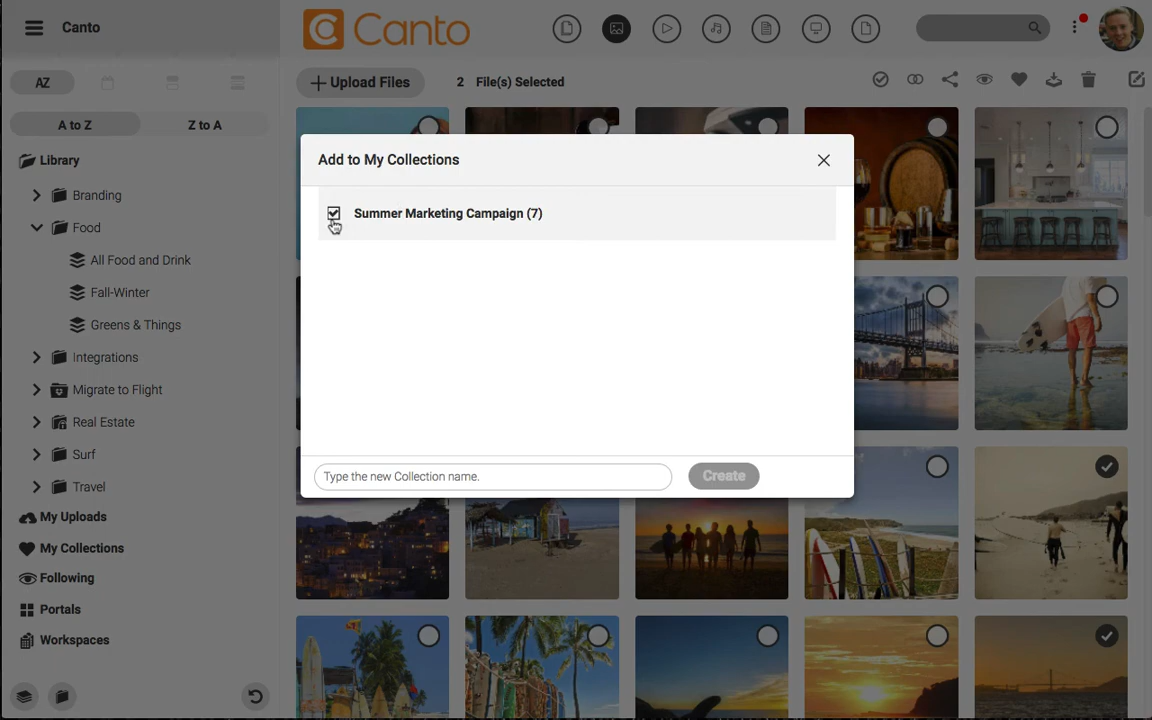 Canto
Canto
Upload Files
2 File(s) Selected
AZ
A to Z
Z to A
Library
Branding
Food
All Food and Drink
Fall-Winter
Greens & Things
Integrations
Migrate to Flight
Real Estate
Surf
Travel
My Uploads
My Collections
Following
Portals
Workspaces
Add to My Collections
Summer Marketing Campaign (7)
Type the new Collection name.
Create